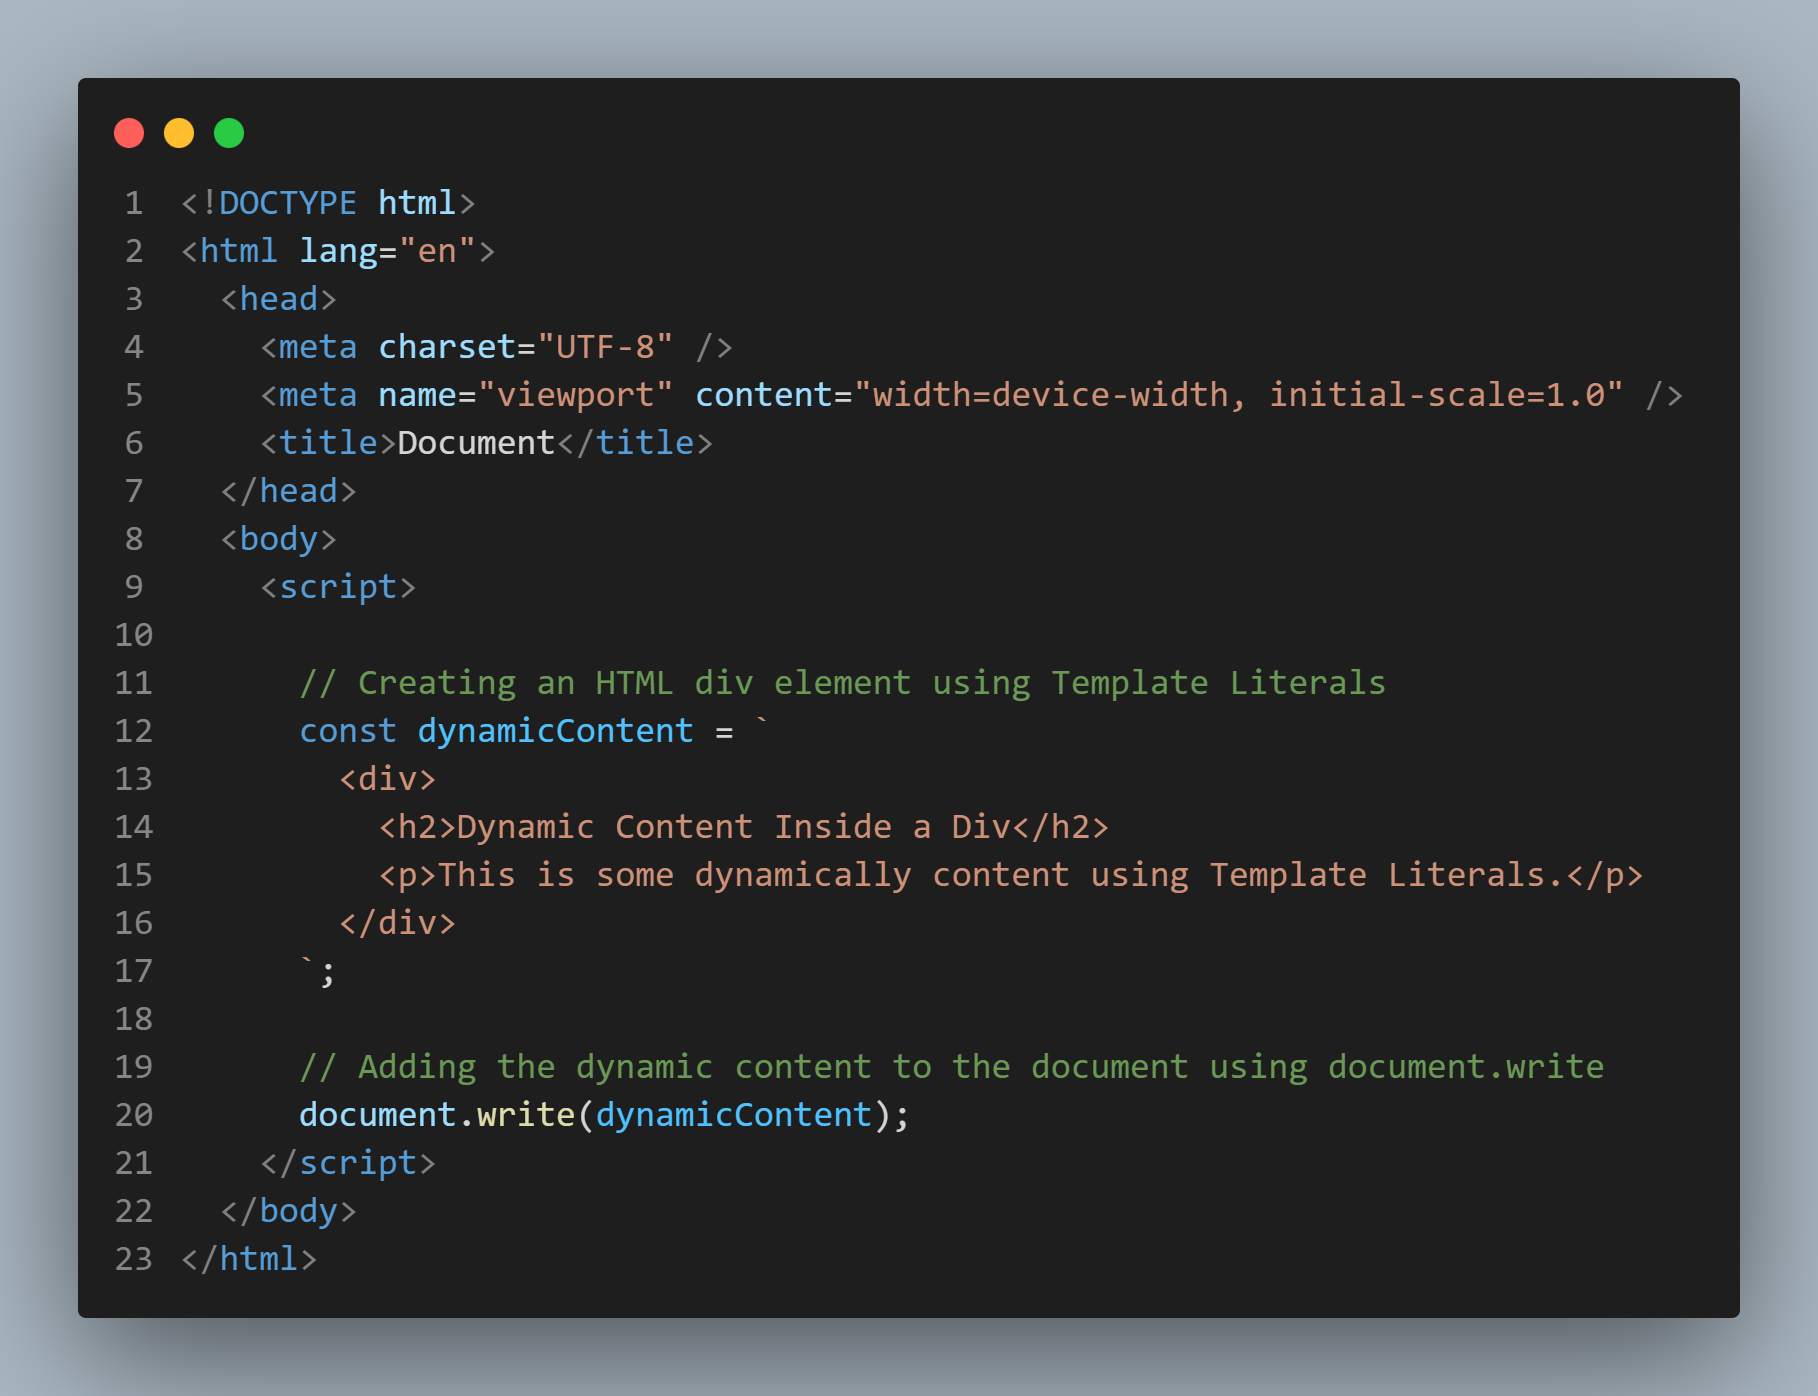 1 <!DOCTYPE html>
2 <html lang="en">
3   <head>
4     <meta charset="UTF-8" />
5     <meta name="viewport" content="width=device-width, initial-scale=1.0" />
6     <title>Document</title>
7   </head>
8   <body>
9     <script>
10
11       // Creating an HTML div element using Template Literals
12       const dynamicContent = `
13         <div>
14           <h2>Dynamic Content Inside a Div</h2>
15           <p>This is some dynamically content using Template Literals.</p>
16         </div>
17       `;
18
19       // Adding the dynamic content to the document using document.write
20       document.write(dynamicContent);
21     </script>
22   </body>
23 </html>